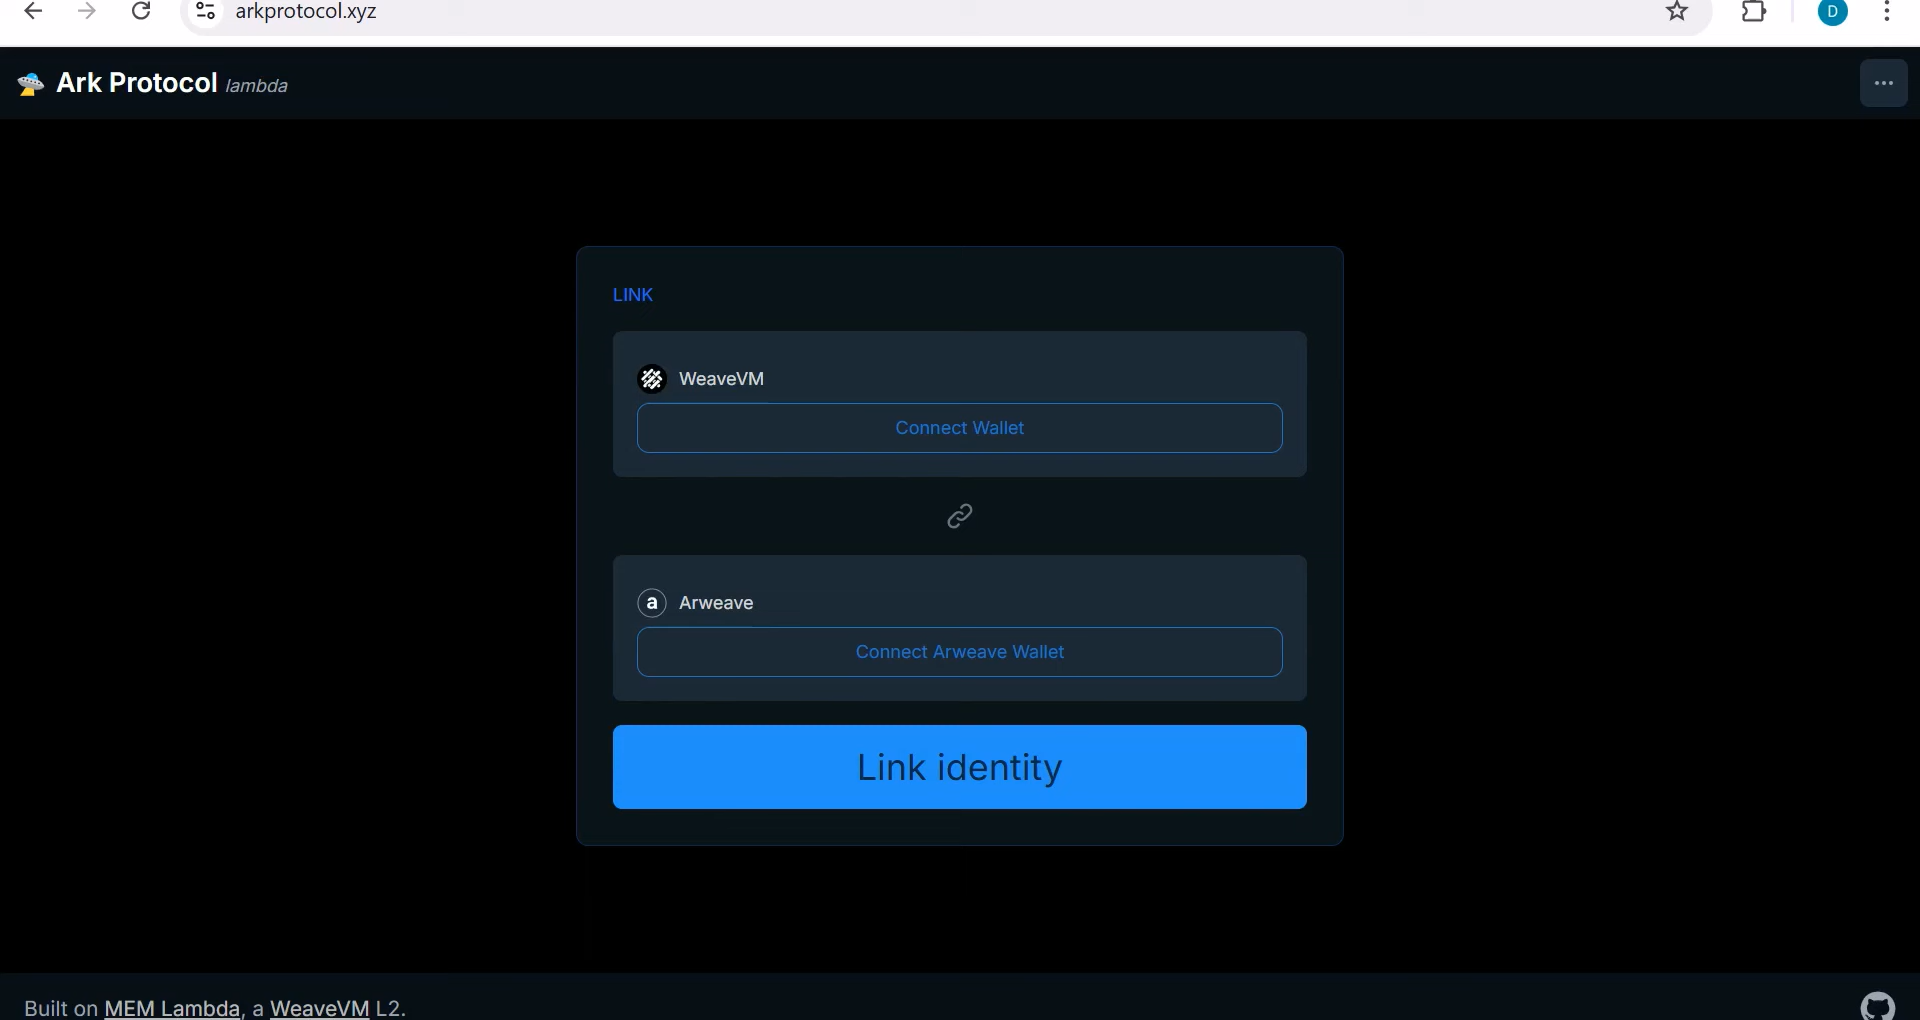 arkprotocol.xyz
D
Ark Protocol lambda
LINK
WeaveVM
Connect Wallet
a Arweave
Connect Arweave Wallet
Link identity
Built on MEM Lambda, a WeaveVM L2.